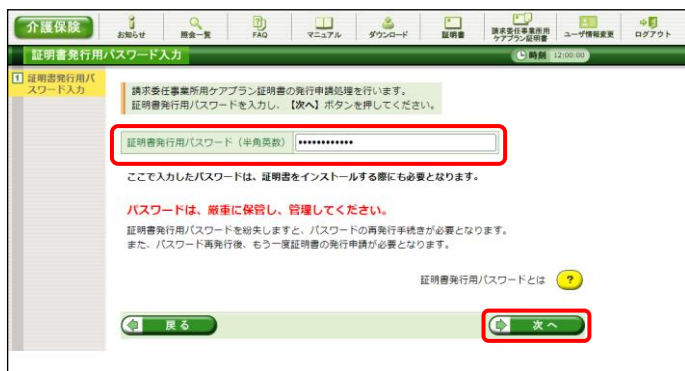 介護保険
お知らせ
照会一覧
FAQ
マニュアル
ダウンロード
証明書
請求委任事業所用
ケアプラン証明書
ユーザ情報変更
ログアウト
証明書発行用パスワード入力
時刻 12:00:00
1 証明書発行用パ
スワード入力
請求委任事業所用ケアプラン証明書の発行申請処理を行います。
証明書発行用パスワードを入力し、【次へ】ボタンを押してください。
証明書発行用パスワード（半角英数） ••••••••••••
ここで入力したパスワードは、証明書をインストールする際にも必要となります。
パスワードは、厳重に保管し、管理してください。
証明書発行用パスワードを紛失しますと、パスワードの再発行手続きが必要となります。
また、パスワード再発行後、もう一度証明書の発行申請が必要となります。
証明書発行用パスワードとは ?
戻る
次へ